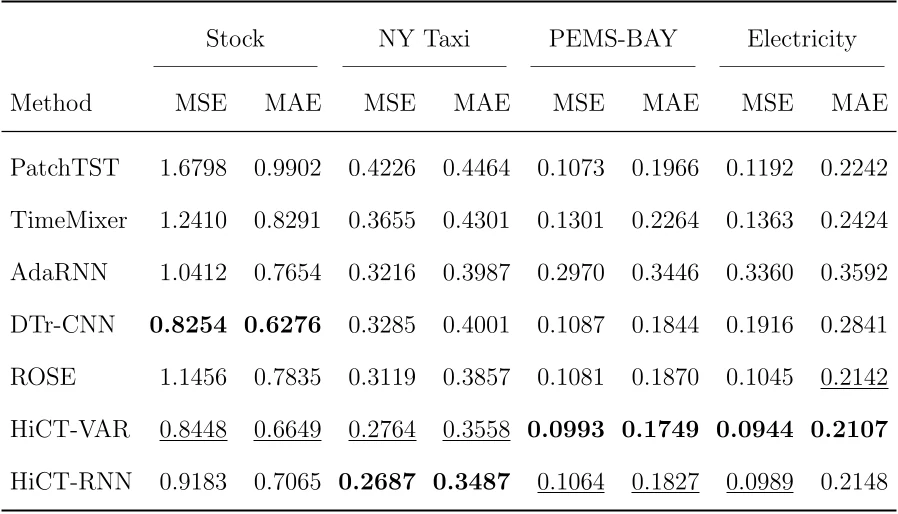 Stock NY Taxi PEMS-BAY Electricity
Method MSE MAE MSE MAE MSE MAE MSE MAE
PatchTST 1.6798 0.9902 0.4226 0.4464 0.1073 0.1966 0.1192 0.2242
TimeMixer 1.2410 0.8291 0.3655 0.4301 0.1301 0.2264 0.1363 0.2424
AdaRNN 1.0412 0.7654 0.3216 0.3987 0.2970 0.3446 0.3360 0.3592
DTr-CNN 0.8254 0.6276 0.3285 0.4001 0.1087 0.1844 0.1916 0.2841
ROSE 1.1456 0.7835 0.3119 0.3857 0.1081 0.1870 0.1045 0.2142
HiCT-VAR 0.8448 0.6649 0.2764 0.3558 0.0993 0.1749 0.0944 0.2107
HiCT-RNN 0.9183 0.7065 0.2687 0.3487 0.1064 0.1827 0.0989 0.2148